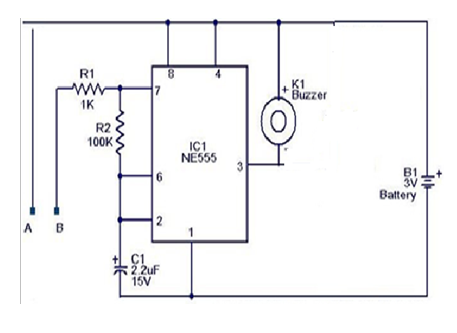 8
4
R1
1K
7
R2
100K
IC1
NE555
3
6
2
1
K1
Buzzer
+
-
B1
3V
Battery
+
A
B
+
C1
2.2uF
15V